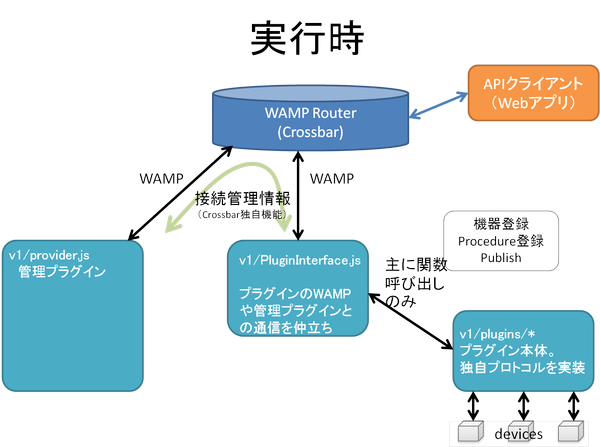 実行時
APIクライアント
（Webアプリ）
WAMP Router
(Crossbar)
WAMP
WAMP
接続管理情報
（Crossbar独自機能）
機器登録
Procedure登録
Publish
v1/provider.js
管理プラグイン
v1/PluginInterface.js
プラグインのWAMP
や管理プラグインと
の通信を仲立ち
主に関数
呼び出し
のみ
v1/plugins/*
プラグイン本体。
独自プロトコルを実装
devices